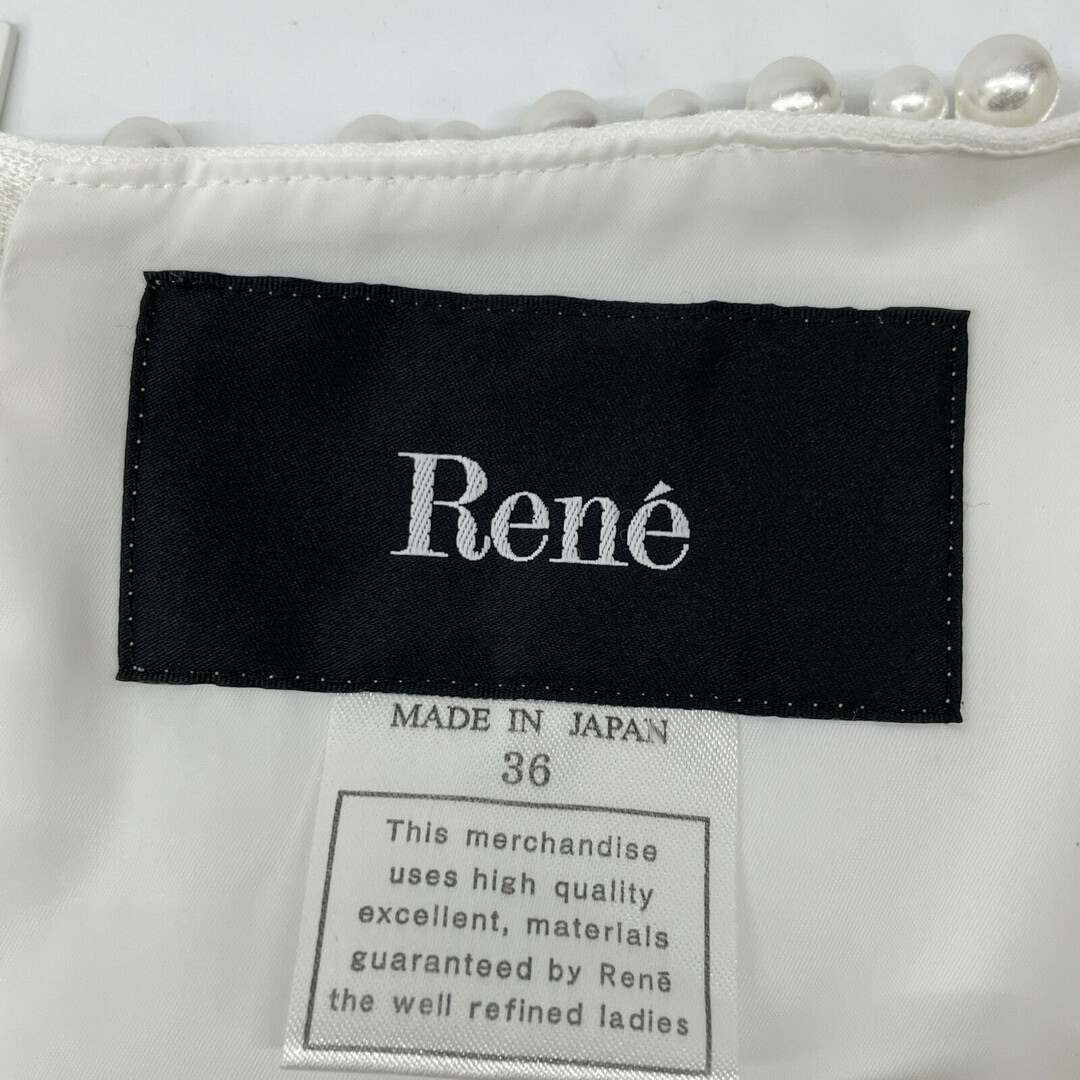 René
MADE IN JAPAN
36
This merchandise
uses high quality
excellent, materials
guaranteed by Renē
the well refined ladies